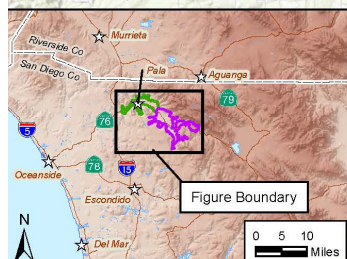 Murrieta
Riverside Co
San Diego Co
Pala
Aguanga
79
76
5
78
15
Oceanside
Escondido
Figure Boundary
N
Del Mar
0 5 10
Miles